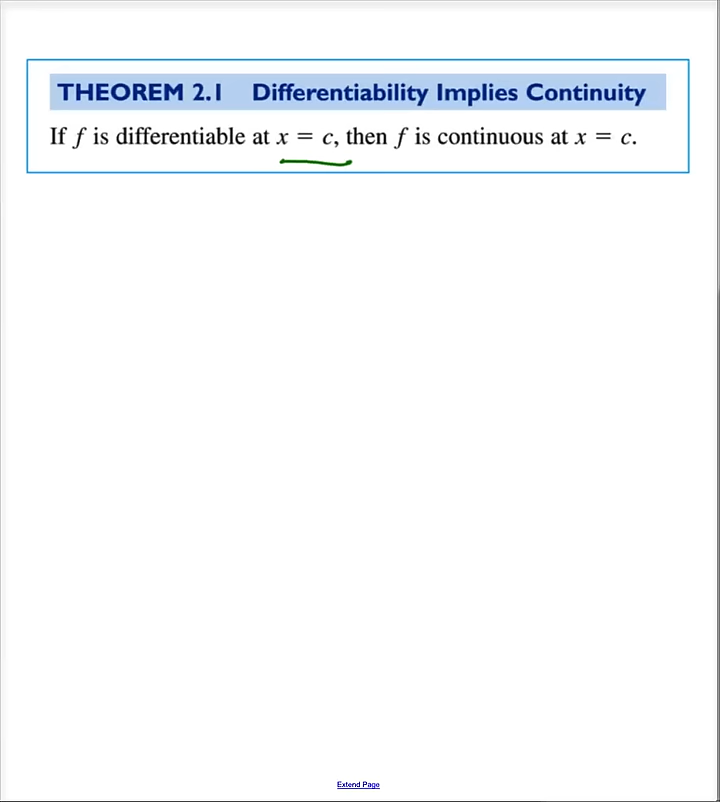 THEOREM 2.1 Differentiability Implies Continuity
If f is differentiable at x = c, then f is continuous at x = c.
Extend Page